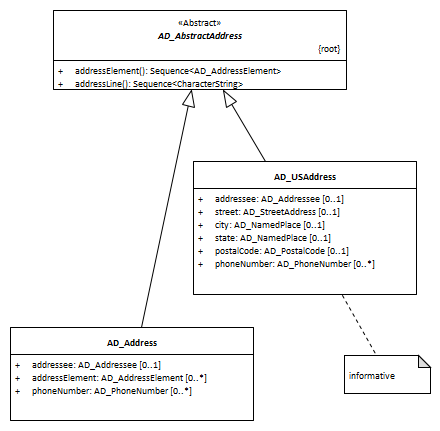 «Abstract»
AD_AbstractAddress
{root}
+ addressElement(): Sequence<AD_AddressElement>
+ addressLine(): Sequence<CharacterString>
AD_USAddress
+ addressee: AD_Addressee [0..1]
+ street: AD_StreetAddress [0..1]
+ city: AD_NamedPlace [0..1]
+ state: AD_NamedPlace [0..1]
+ postalCode: AD_PostalCode [0..1]
+ phoneNumber: AD_PhoneNumber [0..*]
AD_Address
+ addressee: AD_Addressee [0..1]
+ addressElement: AD_AddressElement [0..*]
+ phoneNumber: AD_PhoneNumber [0..*]
informative